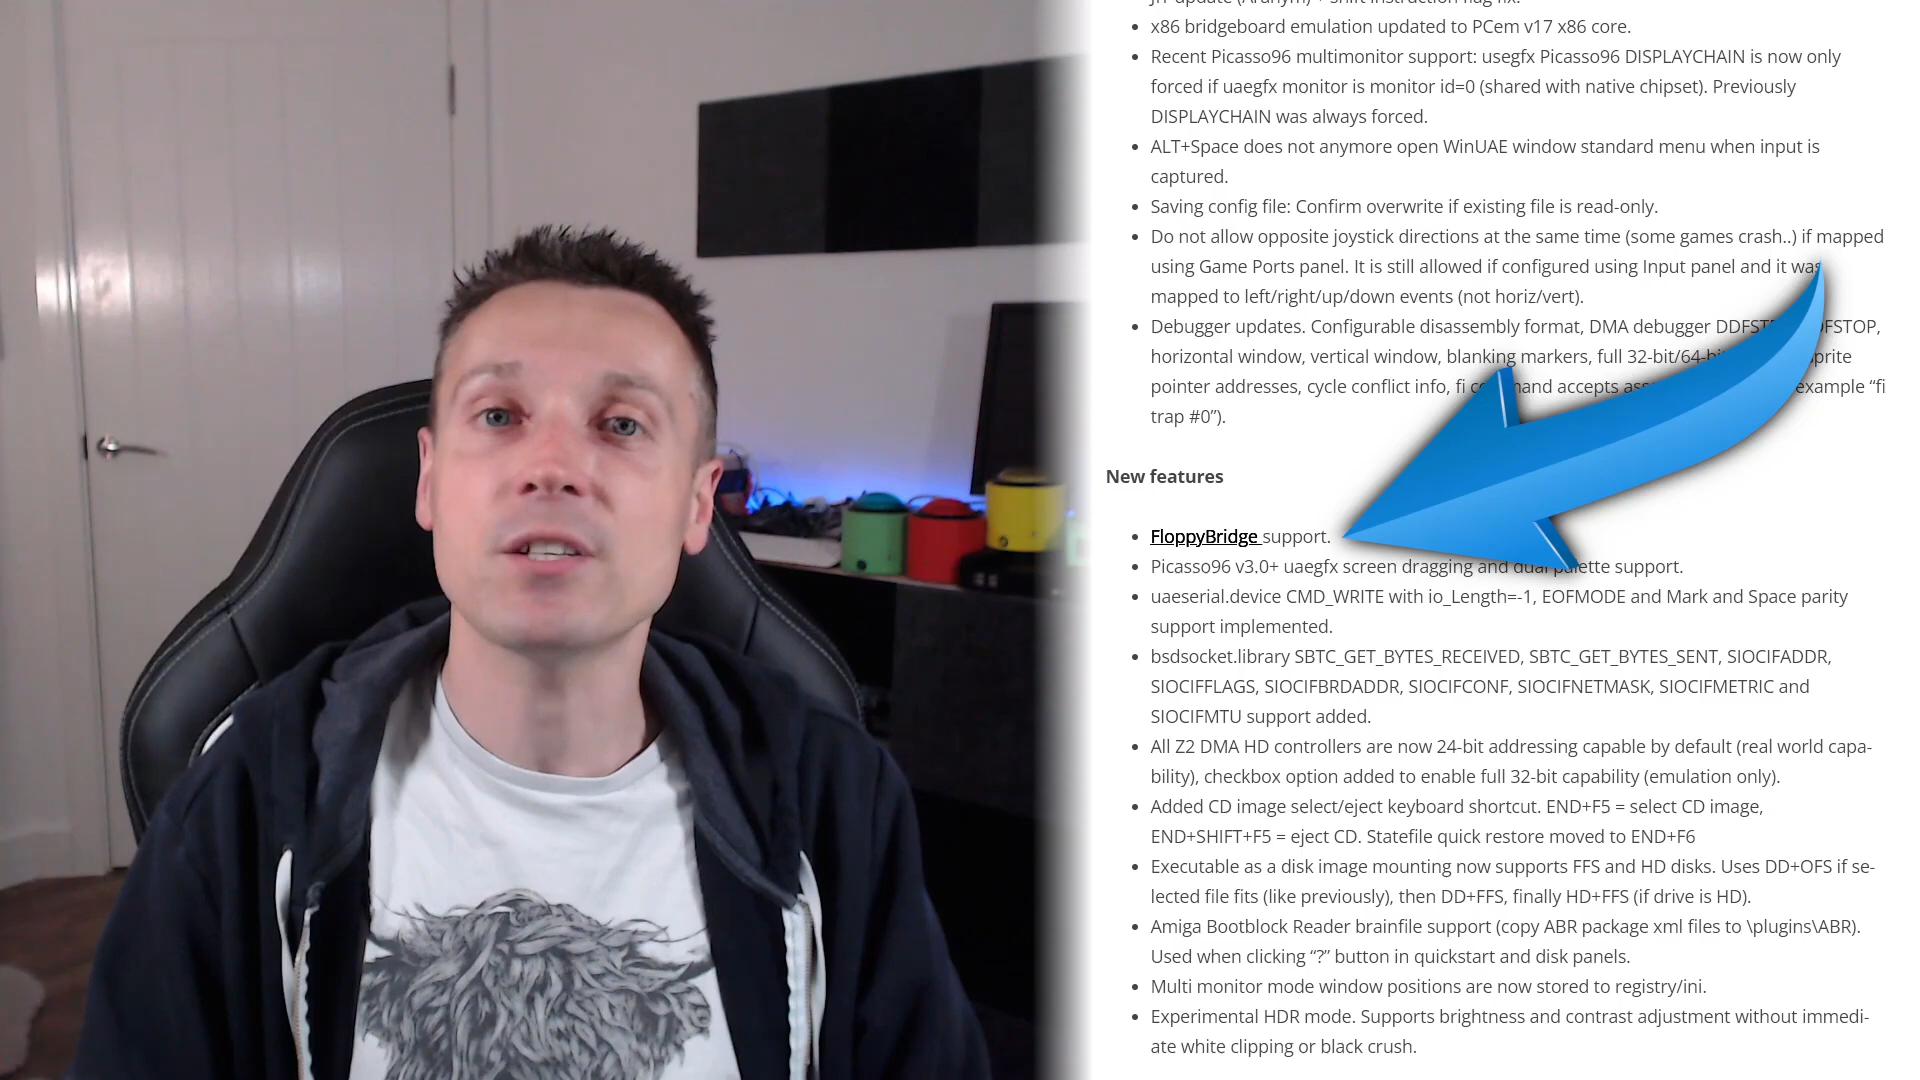 x86 bridgeboard emulation updated to PCem v17 x86 core.
Recent Picasso96 multimonitor support: usegfx Picasso96 DISPLAYCHAIN is now only
forced if uaegfx monitor is monitor id=0 (shared with native chipset). Previously
DISPLAYCHAIN was always forced.
ALT+Space does not anymore open WinUAE window standard menu when input is
captured.
Saving config file: Confirm overwrite if existing file is read-only.
Do not allow opposite joystick directions at the same time (some games crash..) if mapped
using Game Ports panel. It is still allowed if configured using Input panel and it was
mapped to left/right/up/down events (not horiz/vert).
Debugger updates. Configurable disassembly format, DMA debugger
horizontal window, vertical window, blanking markers, full
pointer addresses, cycle conflict info, fi accepts example “fi
trap #0”).
New features
FloppyBridge support.
Picasso96 v3.0+ uaegfx screen dragging and dual palette support.
uaeserial.device CMD_WRITE with io_Length=-1, EOFMODE and Mark and Space parity
support implemented.
bsdsocket.library SBTC_GET_BYTES_RECEIVED, SBTC_GET_BYTES_SENT, SIOCIFADDR,
SIOCIFFLAGS, SIOCIFBRDADDR, SIOCIFCONF, SIOCIFNETMASK, SIOCIFMETRIC and
SIOCIFMTU support added.
All Z2 DMA HD controllers are now 24-bit addressing capable by default (real world capa-
bility), checkbox option added to enable full 32-bit capability (emulation only).
Added CD image select/eject keyboard shortcut. END+F5 = select CD image,
END+SHIFT+F5 = eject CD. Statefile quick restore moved to END+F6
Executable as a disk image mounting now supports FFS and HD disks. Uses DD+OFS if se-
lected file fits (like previously), then DD+FFS, finally HD+FFS (if drive is HD).
Amiga Bootblock Reader brainfile support (copy ABR package xml files to \plugins\ABR).
Used when clicking “?” button in quickstart and disk panels.
Multi monitor mode window positions are now stored to registry/ini.
Experimental HDR mode. Supports brightness and contrast adjustment without immedi-
ate white clipping or black crush.